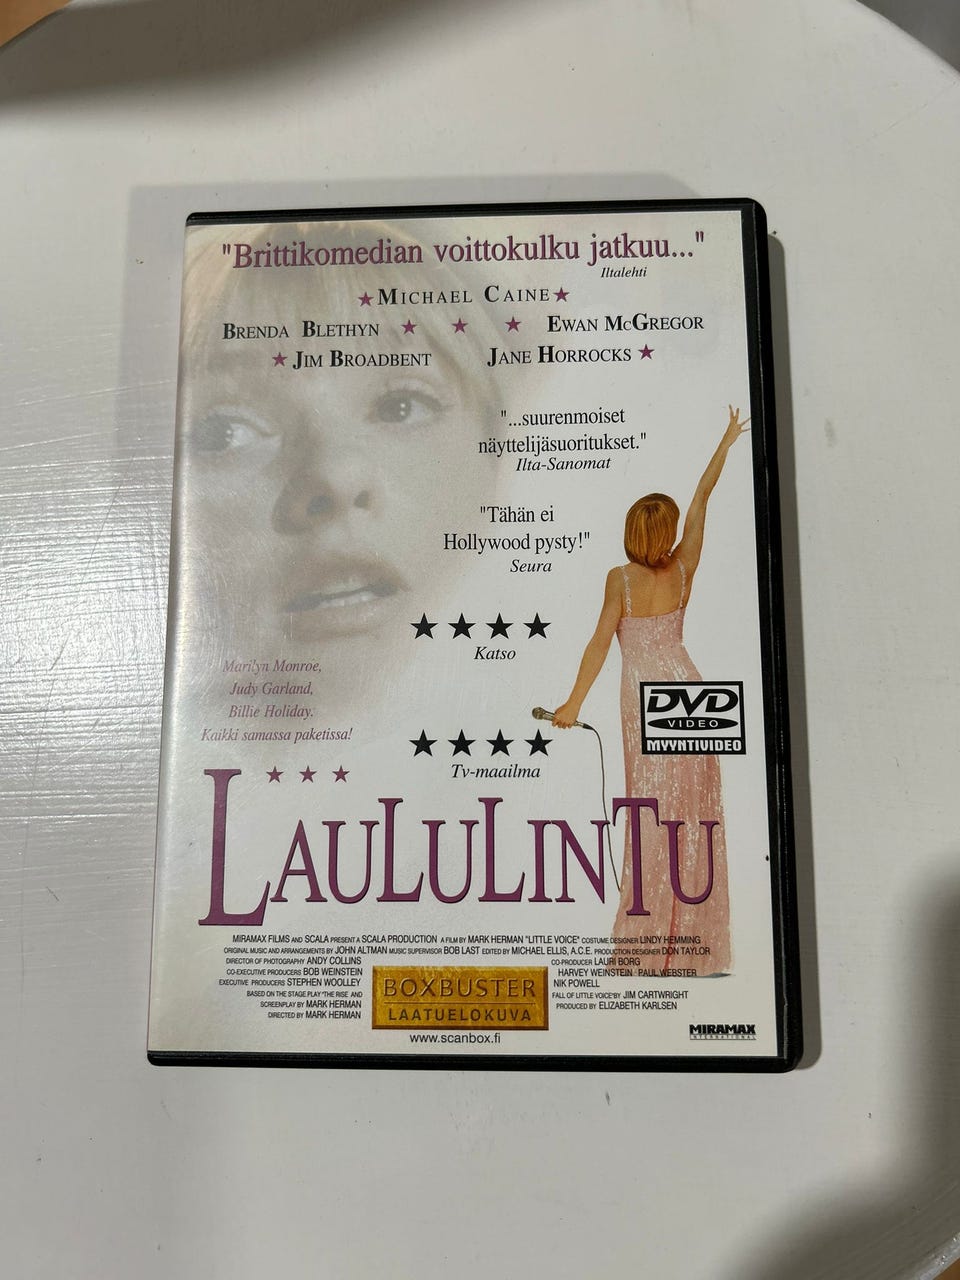 "Brittikomedian voittokulku jatkuu..."
Iltalehti
★MICHAEL CAINE★
BRENDA BLETHYN ★ ★ ★ EWAN MCGREGOR
★JIM BROADBENT JANE HORROCKS★
"...suurenmoiset
näyttelijäsuoritukset."
Ilta-Sanomat
"Tähän ei
Hollywood pysty!"
Seura
★★★★
Katso
Marilyn Monroe,
Judy Garland,
Billie Holiday.
Kaikki samassa paketissa!
★★★★
Tv-maailma
DVD
VIDEO
MYYNTIVIDEO
★ ★ ★
LAULULINTU
MIRAMAX FILMS AND SCALA PRESENT A SCALA PRODUCTION A FILM BY MARK HERMAN "LITTLE VOICE" COSTUME DESIGNER LINDY HEMMING
ORIGINAL MUSIC AND ARRANGEMENTS BY JOHN ALTMAN MUSIC SUPERVISOR BOB LAST EDITED BY MICHAEL ELLIS, A.C.E. PRODUCTION DESIGNER DON TAYLOR
DIRECTOR OF PHOTOGRAPHY ANDY COLLINS CO-PRODUCER LAURI BORG
CO-EXECUTIVE PRODUCERS BOB WEINSTEIN HARVEY WEINSTEIN PAUL WEBSTER
EXECUTIVE PRODUCERS STEPHEN WOOLLEY NIK POWELL
BASED ON THE STAGE PLAY "THE RISE AND FALL OF LITTLE VOICE" BY JIM CARTWRIGHT
SCREENPLAY BY MARK HERMAN PRODUCED BY ELIZABETH KARLSEN
DIRECTED BY MARK HERMAN
BOXBUSTER
LAATUELOKUVA
www.scanbox.fi
MIRAMAX
INTERNATIONAL